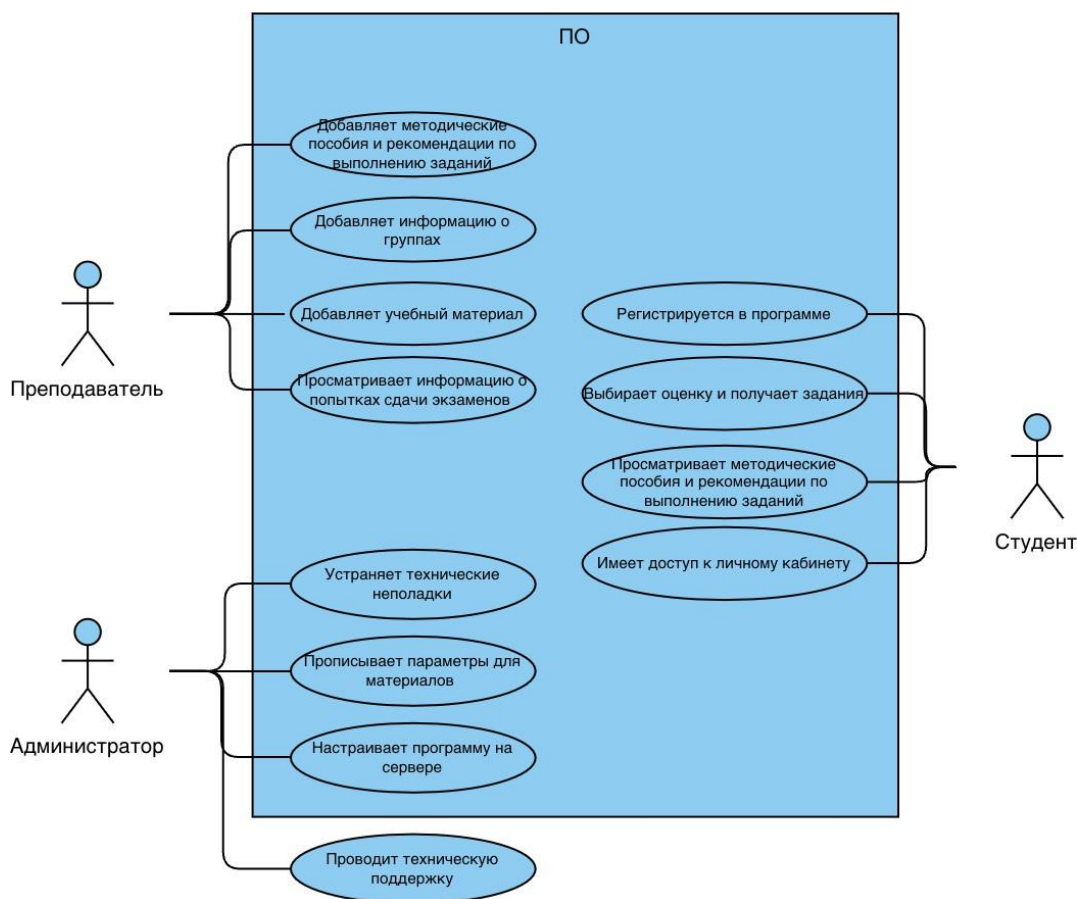 ПО
Добавляет методические
пособия и рекомендации по
выполнению заданий
Добавляет информацию о
группах
Добавляет учебный материал
Просматривает информацию о
попытках сдачи экзаменов
Преподаватель
Регистрируется в программе
Выбирает оценку и получает задания
Просматривает методические
пособия и рекомендации по
выполнению заданий
Имеет доступ к личному кабинету
Студент
Устраняет технические
неполадки
Прописывает параметры для
материалов
Настраивает программу на
сервере
Проводит техническую
поддержку
Администратор